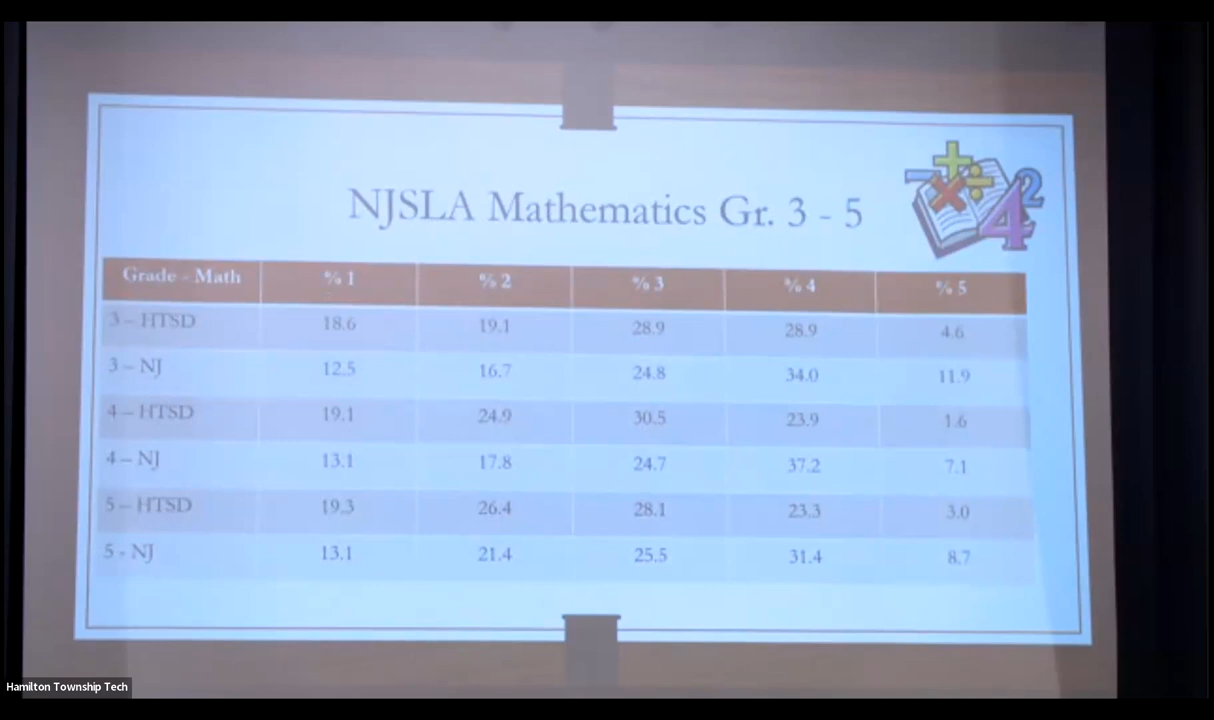 NJSLA Mathematics Gr. 3 - 5
Grade - Math % 1 % 2 % 3 % 4 % 5
3 – HTSD 18.6 19.1 28.9 28.9 4.6
3 – NJ 12.5 16.7 24.8 34.0 11.9
4 – HTSD 19.1 24.9 30.5 23.9 1.6
4 – NJ 13.1 17.8 24.7 37.2 7.1
5 – HTSD 19.3 26.4 28.1 23.3 3.0
5 - NJ 13.1 21.4 25.5 31.4 8.7
Hamilton Township Tech